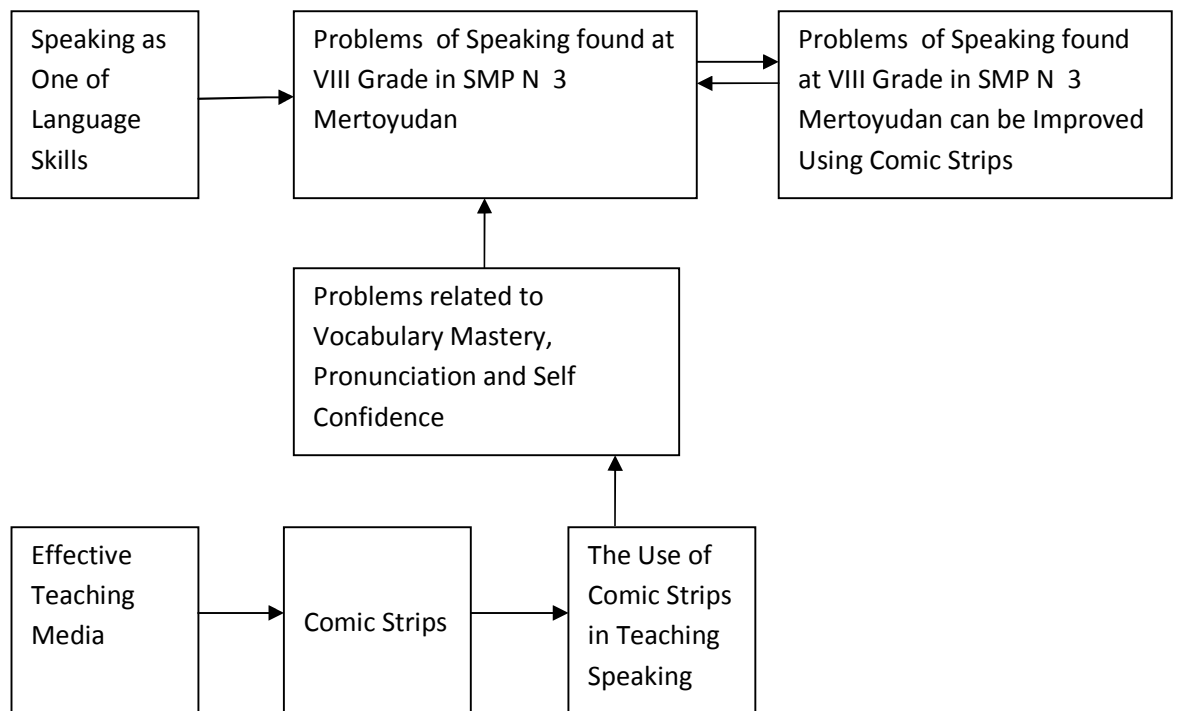 Speaking as
One of
Language
Skills
Problems of Speaking found at
VIII Grade in SMP N 3
Mertoyudan
Problems of Speaking found
at VIII Grade in SMP N 3
Mertoyudan can be Improved
Using Comic Strips
Problems related to
Vocabulary Mastery,
Pronunciation and Self
Confidence
Effective
Teaching
Media
Comic Strips
The Use of
Comic Strips
in Teaching
Speaking